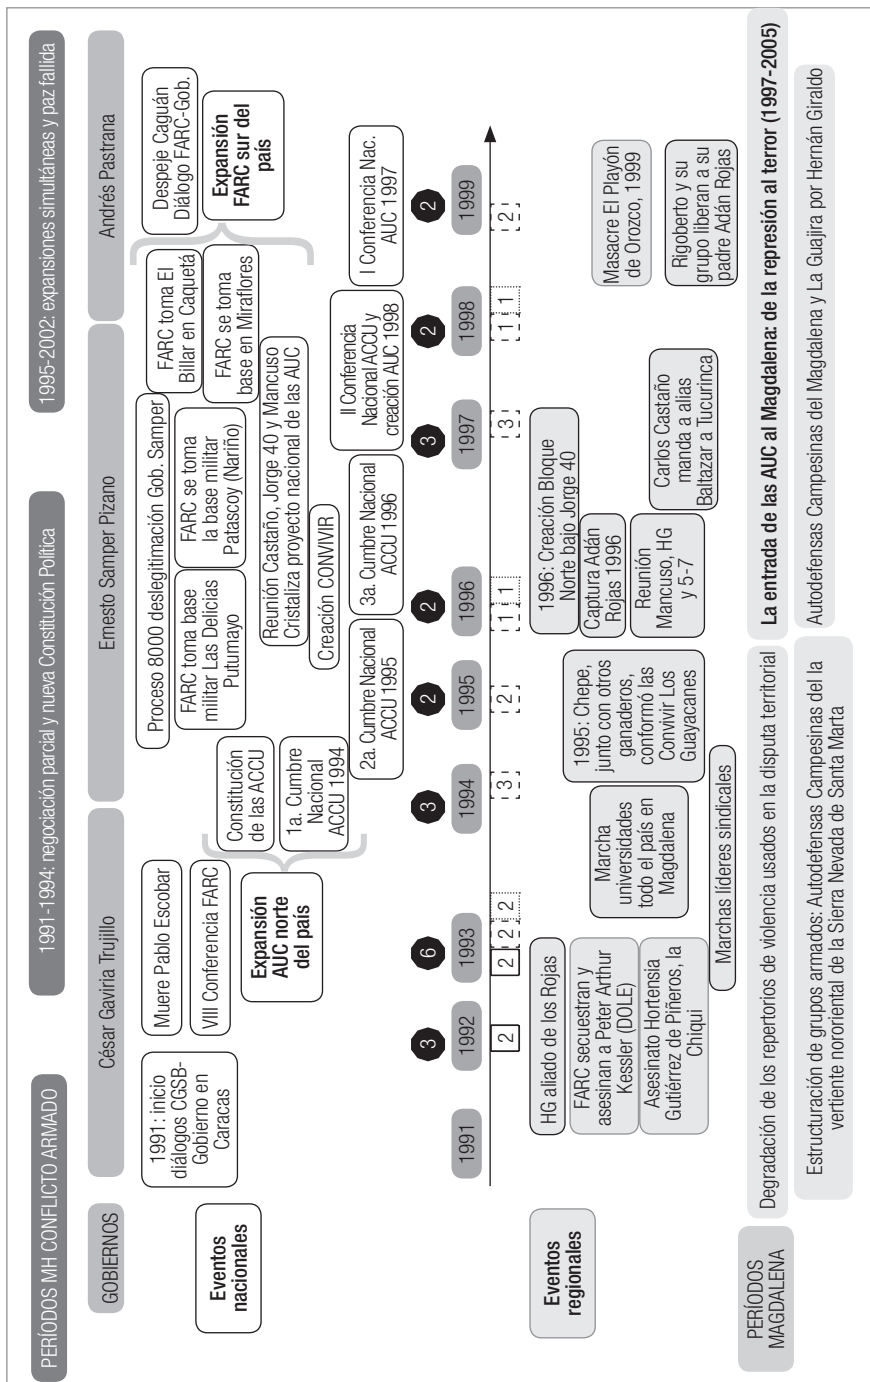 PERÍODOS MH CONFLICTO ARMADO
1991-1994: negociación parcial y nueva Constitución Política
1995-2002: expansiones simultáneas y paz fallida
GOBIERNOS
César Gaviria Trujillo
Ernesto Samper Pizano
Andrés Pastrana
Eventos
nacionales
1991: inicio
diálogos CGSB-
Gobierno en
Caracas
Muere Pablo Escobar
VIII Conferencia FARC
Expansión
AUC norte
del país
Constitución
de las ACCU
1a. Cumbre
Nacional
ACCU 1994
Proceso 8000 deslegitimación Gob. Samper
FARC toma base
militar Las Delicias
Putumayo
FARC se toma
la base militar
Patascoy (Nariño)
Reunión Castaño, Jorge 40 y Mancuso
Cristaliza proyecto nacional de las AUC
Creación CONVIVIR
2a. Cumbre Nacional
ACCU 1995
3a. Cumbre Nacional
ACCU 1996
FARC toma El
Billar en Caquetá
FARC se toma
base en Miraflores
II Conferencia
Nacional ACCU y
creación AUC 1998
Despeje Caguán
Diálogo FARC-Gob.
Expansión
FARC sur del
país
I Conferencia Nac.
AUC 1997
3
6
3
2
2
3
2
2
1991
1992
1993
1994
1995
1996
1997
1998
1999
2
2
2
2
3
2
1
1
3
1
1
2
Eventos
regionales
HG aliado de los Rojas
FARC secuestran y
asesinan a Peter Arthur
Kessler (DOLE)
Asesinato Hortensia
Gutiérrez de Piñeros, la
Chiqui
Marcha
universidades
todo el país en
Magdalena
Marchas líderes sindicales
1995: Chepe,
junto con otros
ganaderos,
conformó las
Convivir Los
Guayacanes
1996: Creación Bloque
Norte bajo Jorge 40
Captura Adán
Rojas 1996
Reunión
Mancuso, HG
y 5-7
Carlos Castaño
manda a alias
Baltazar a Tucurinca
Masacre El Playón
de Orozco, 1999
Rigoberto y su
grupo liberan a su
padre Adán Rojas
PERÍODOS
MAGDALENA
Degradación de los repertorios de violencia usados en la disputa territorial
La entrada de las AUC al Magdalena: de la represión al terror (1997-2005)
Estructuración de grupos armados: Autodefensas Campesinas del la
vertiente nororiental de la Sierra Nevada de Santa Marta
Autodefensas Campesinas del Magdalena y La Guajira por Hernán Giraldo